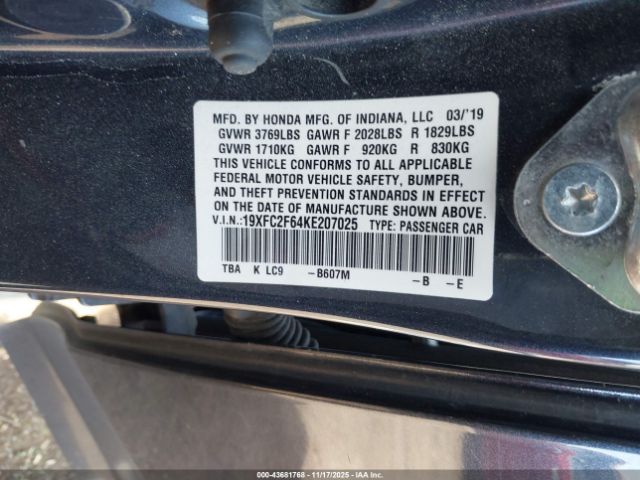 MFD. BY HONDA MFG. OF INDIANA, LLC 03/'19
GVWR 3769LBS GAWR F 2028LBS R 1829LBS
GVWR 1710KG GAWR F 920KG R 830KG
THIS VEHICLE CONFORMS TO ALL APPLICABLE
FEDERAL MOTOR VEHICLE SAFETY, BUMPER,
AND THEFT PREVENTION STANDARDS IN EFFECT
ON THE DATE OF MANUFACTURE SHOWN ABOVE.
V.I.N.:19XFC2F64KE207025 TYPE: PASSENGER CAR
TBA K LC9 -B607M -B -E
000-43681768 - 11/17/2025 - IAAI.COM